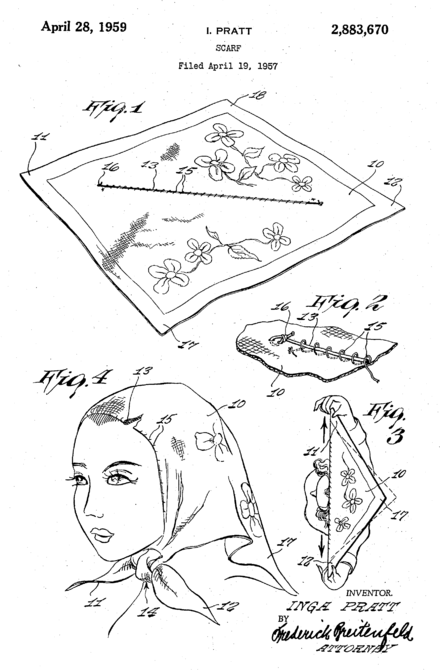 April 28, 1959
I. PRATT
2,883,670
SCARF
Filed April 19, 1957
Fig. 1
18
11
16
13
15
10
12
17
Fig. 2
16
13
15
10
Fig. 4
13
15
10
17
11
14
12
Fig. 3
11
10
17
12
INVENTOR.
INGA PRATT
BY
Frederick Breitenfeld
ATTORNEY